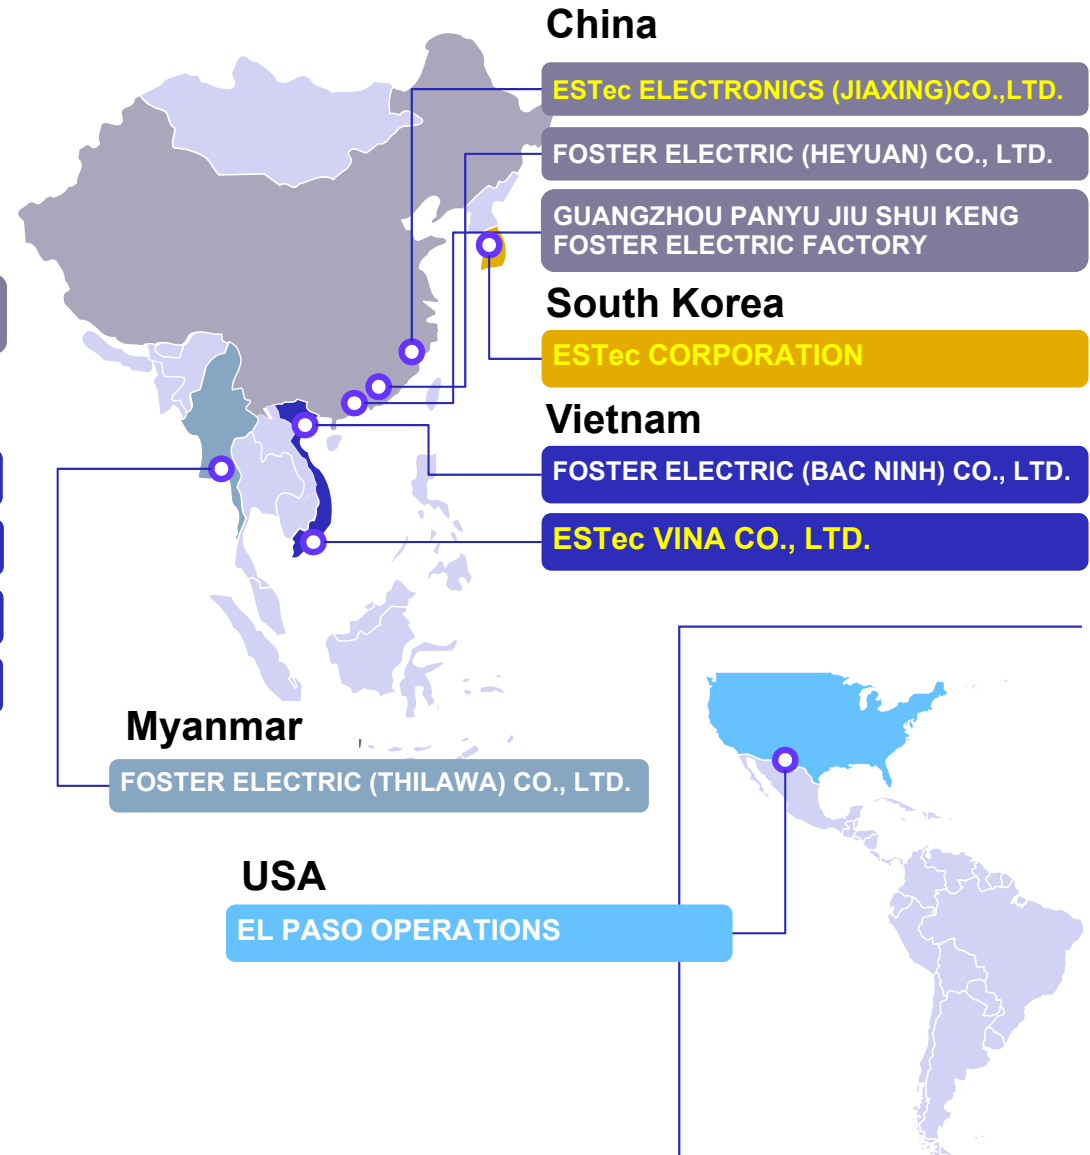 China
ESTec ELECTRONICS (JIAXING)CO.,LTD.
FOSTER ELECTRIC (HEYUAN) CO., LTD.
GUANGZHOU PANYU JIU SHUI KENG
FOSTER ELECTRIC FACTORY
South Korea
ESTec CORPORATION
Vietnam
FOSTER ELECTRIC (BAC NINH) CO., LTD.
ESTec VINA CO., LTD.
Myanmar
FOSTER ELECTRIC (THILAWA) CO., LTD.
USA
EL PASO OPERATIONS